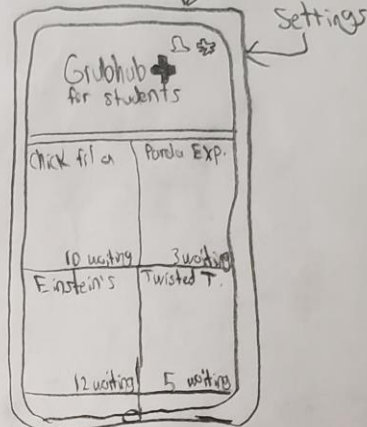 Settings
Grubhub +
for students
Chick fil a
Panda Exp.
10 waiting
3 waiting
Einstein's
Twisted T.
12 waiting
5 waiting